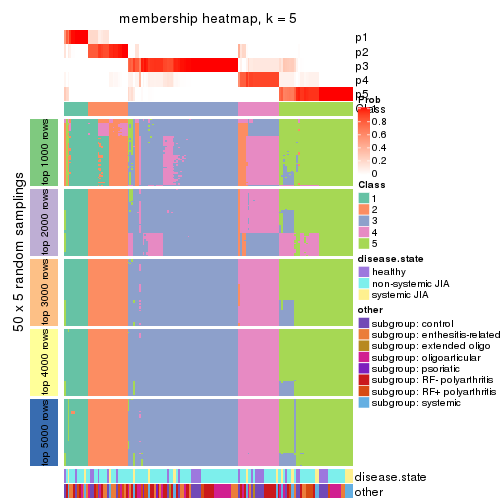 membership heatmap, k = 5
p1
p2
p3
p4
p5
Class
Prob
1
0.8
0.6
0.4
0.2
0
Class
1
2
3
4
5
disease.state
healthy
non-systemic JIA
systemic JIA
other
subgroup: control
subgroup: enthesitis-related
subgroup: extended oligo
subgroup: oligoarticular
subgroup: psoriatic
subgroup: RF- polyarthritis
subgroup: RF+ polyarthritis
subgroup: systemic
50 x 5 random samplings
top 1000 rows
top 2000 rows
top 3000 rows
top 4000 rows
top 5000 rows
disease.state
other